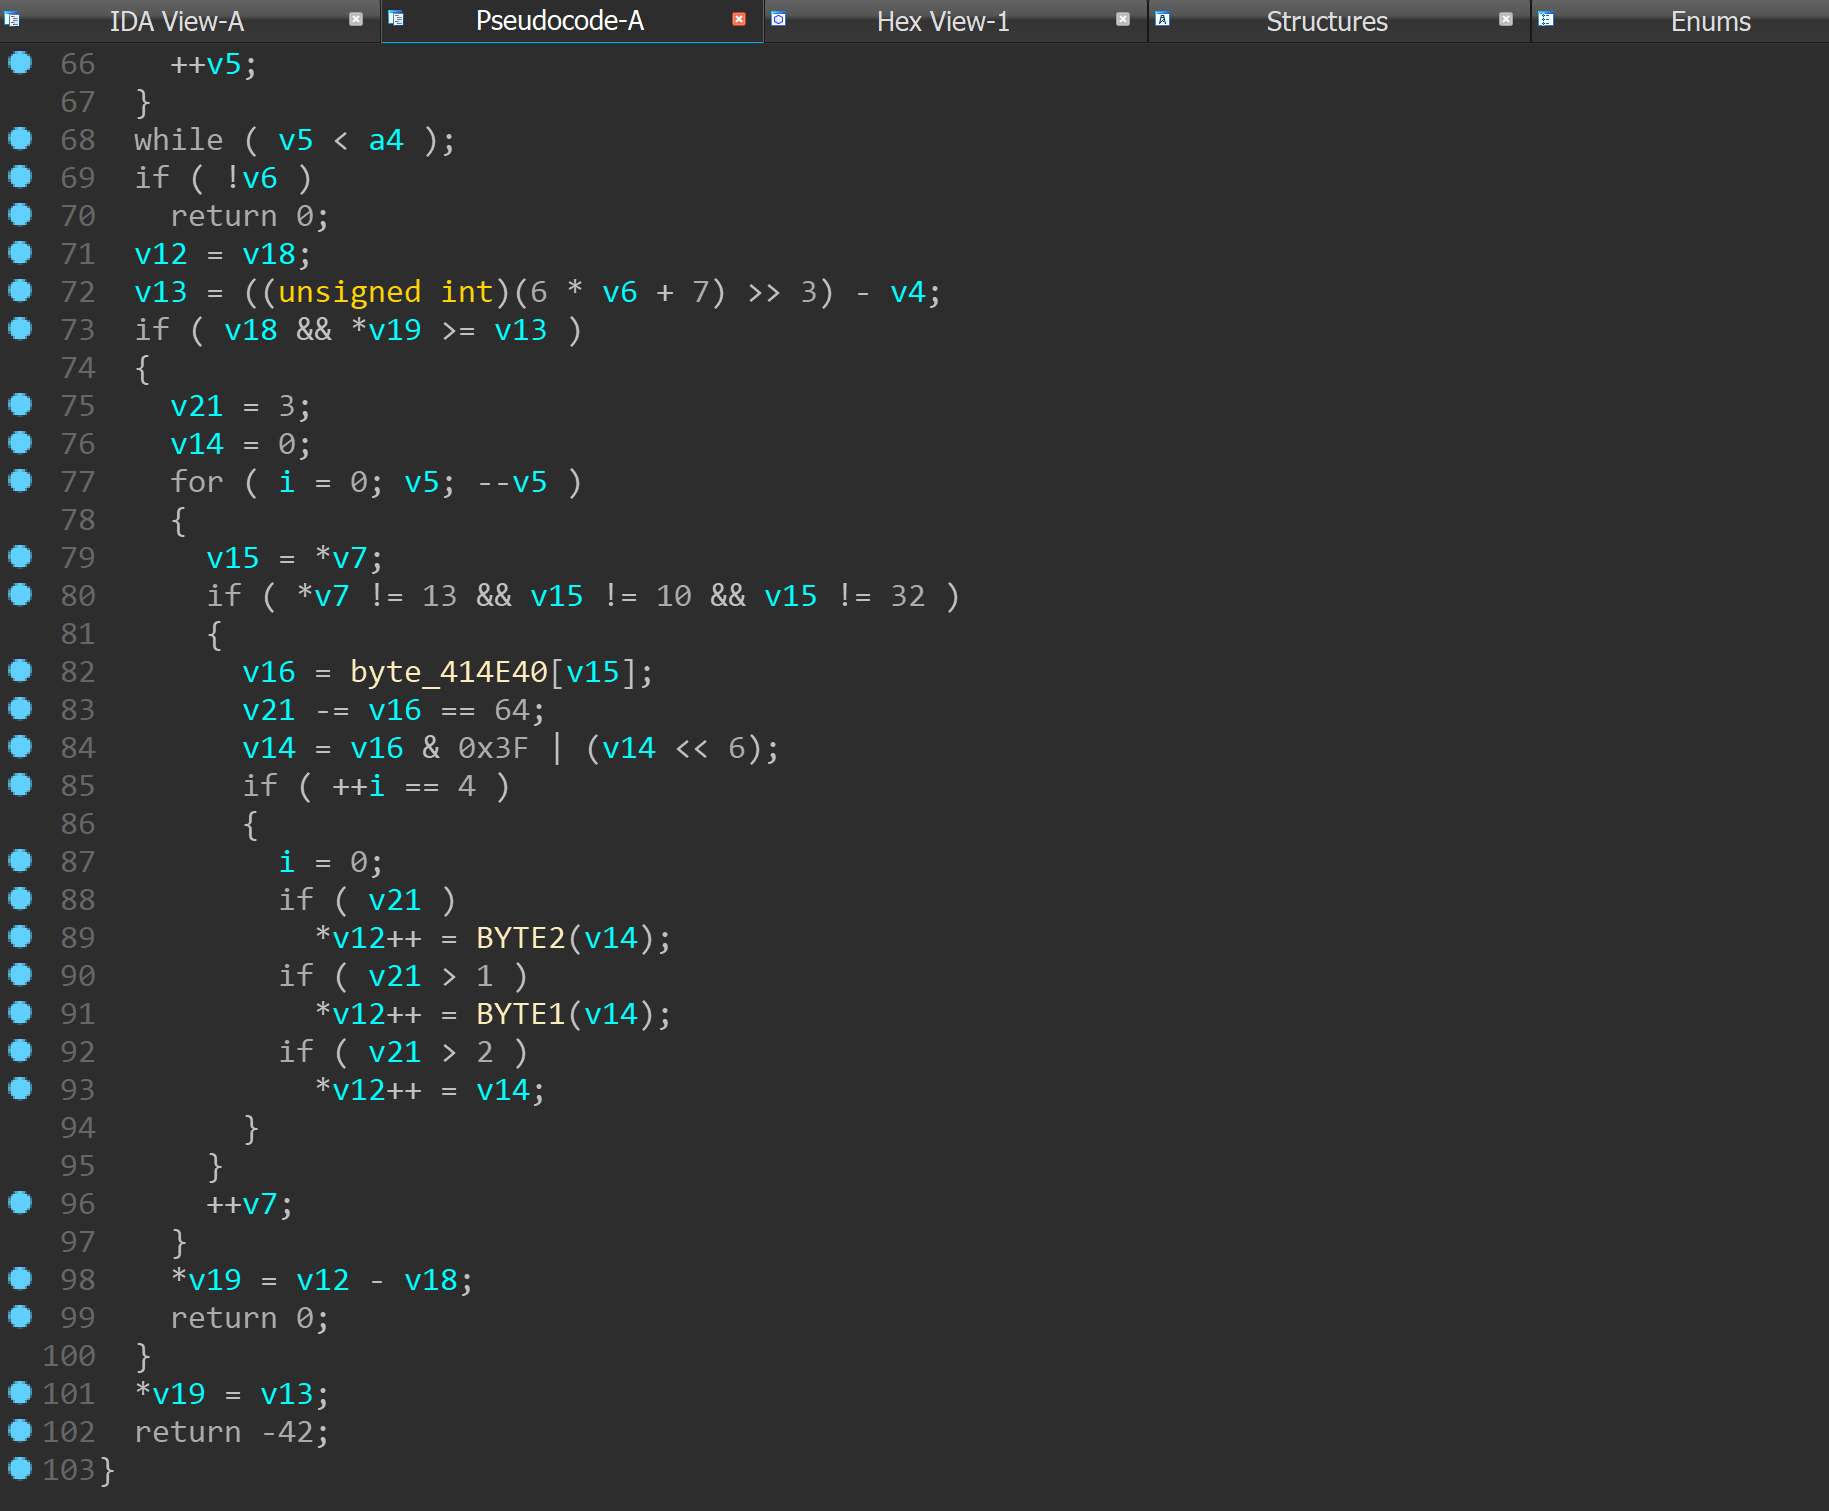 IDA View-A Pseudocode-A Hex View-1 Structures Enums
66 ++v5;
67 }
68 while ( v5 < a4 );
69 if ( !v6 )
70 return 0;
71 v12 = v18;
72 v13 = ((unsigned int)(6 * v6 + 7) >> 3) - v4;
73 if ( v18 && *v19 >= v13 )
74 {
75 v21 = 3;
76 v14 = 0;
77 for ( i = 0; v5; --v5 )
78 {
79 v15 = *v7;
80 if ( *v7 != 13 && v15 != 10 && v15 != 32 )
81 {
82 v16 = byte_414E40[v15];
83 v21 -= v16 == 64;
84 v14 = v16 & 0x3F | (v14 << 6);
85 if ( ++i == 4 )
86 {
87 i = 0;
88 if ( v21 )
89 *v12++ = BYTE2(v14);
90 if ( v21 > 1 )
91 *v12++ = BYTE1(v14);
92 if ( v21 > 2 )
93 *v12++ = v14;
94 }
95 }
96 ++v7;
97 }
98 *v19 = v12 - v18;
99 return 0;
100 }
101 *v19 = v13;
102 return -42;
103 }